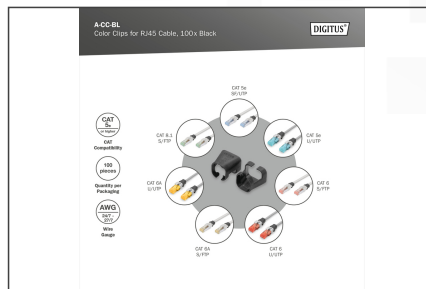 A-CC-BL
Color Clips for RJ45 Cable, 100x Black
DIGITUS®
CAT 5e
SF/UTP
CAT
5e
or higher
CAT
Compatibility
CAT 8.1
S/FTP
CAT 5e
U/UTP
100
pieces
Quantity per
Packaging
CAT 6A
U/UTP
CAT 6
S/FTP
AWG
24/7 -
27/7
Wire
Gauge
CAT 6A
S/FTP
CAT 6
U/UTP